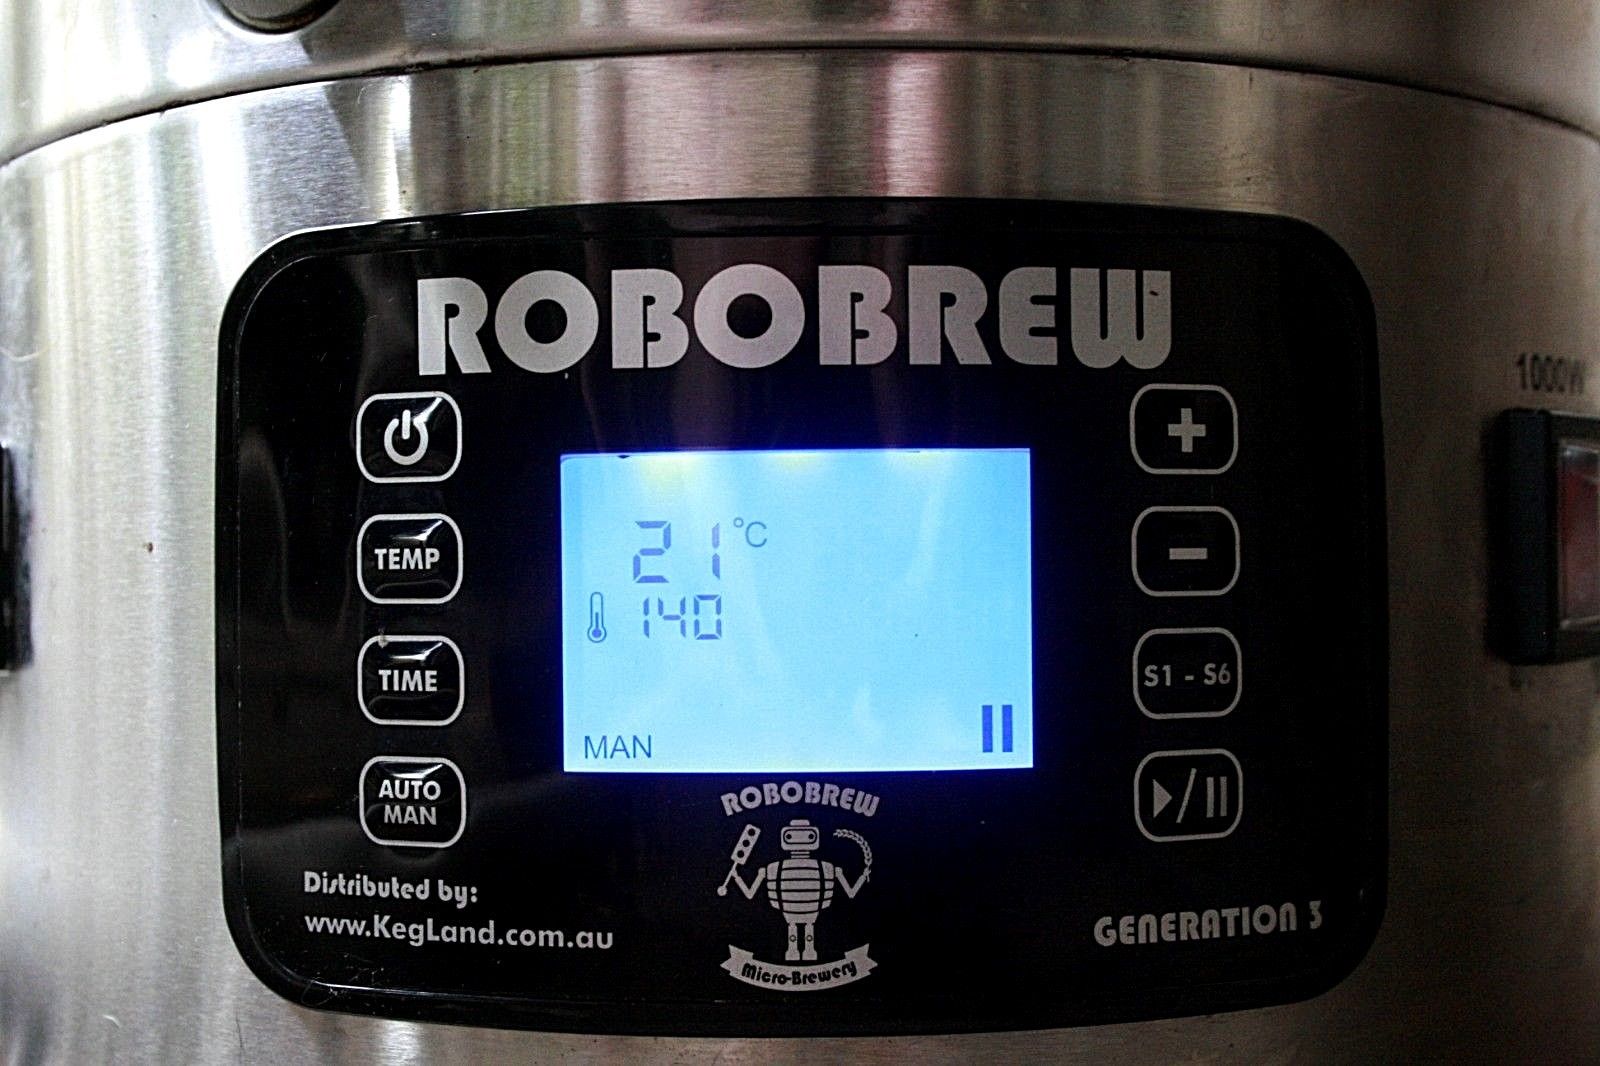 ROBOBREW
1000W
TEMP
TIME
AUTO
MAN
21 °C
140
MAN
+
-
S1 - S6
ROBOBREW
Micro-Brewery
Distributed by:
www.KegLand.com.au
GENERATION 3